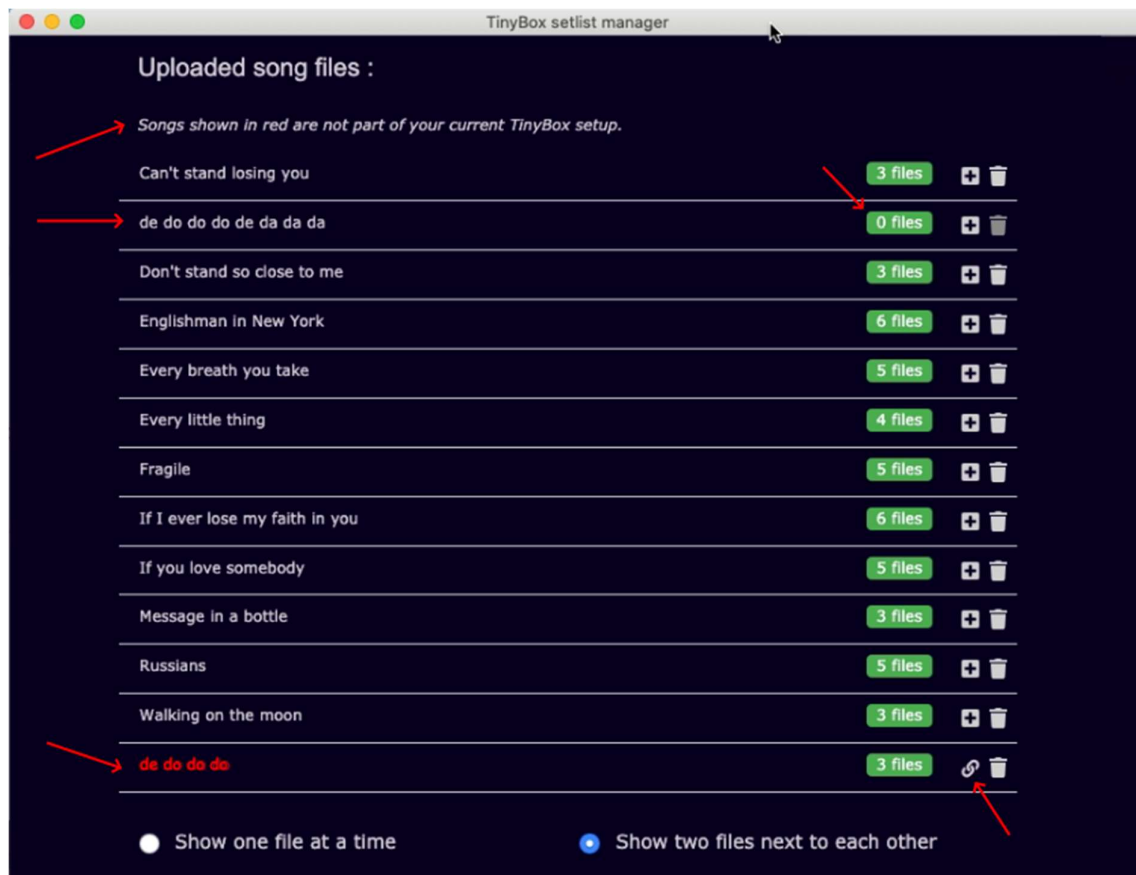 TinyBox setlist manager
Uploaded song files :
Songs shown in red are not part of your current TinyBox setup.
Can't stand losing you 3 files
de do do do de da da da 0 files
Don't stand so close to me 3 files
Englishman in New York 6 files
Every breath you take 5 files
Every little thing 4 files
Fragile 5 files
If I ever lose my faith in you 6 files
If you love somebody 5 files
Message in a bottle 3 files
Russians 5 files
Walking on the moon 3 files
de do do do 3 files
Show one file at a time Show two files next to each other